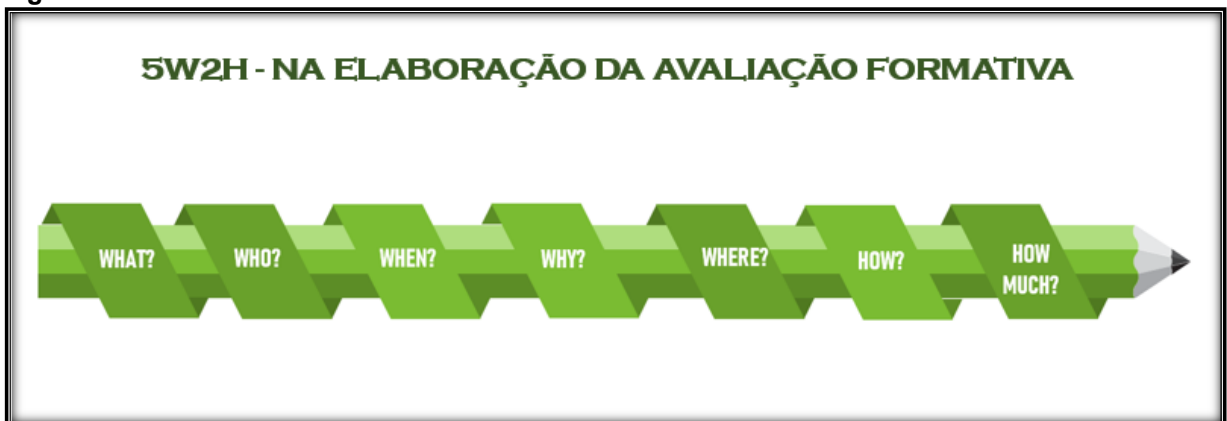 5W2H - NA ELABORAÇÃO DA AVALIAÇÃO FORMATIVA
WHAT?
WHO?
WHEN?
WHY?
WHERE?
HOW?
HOW
MUCH?